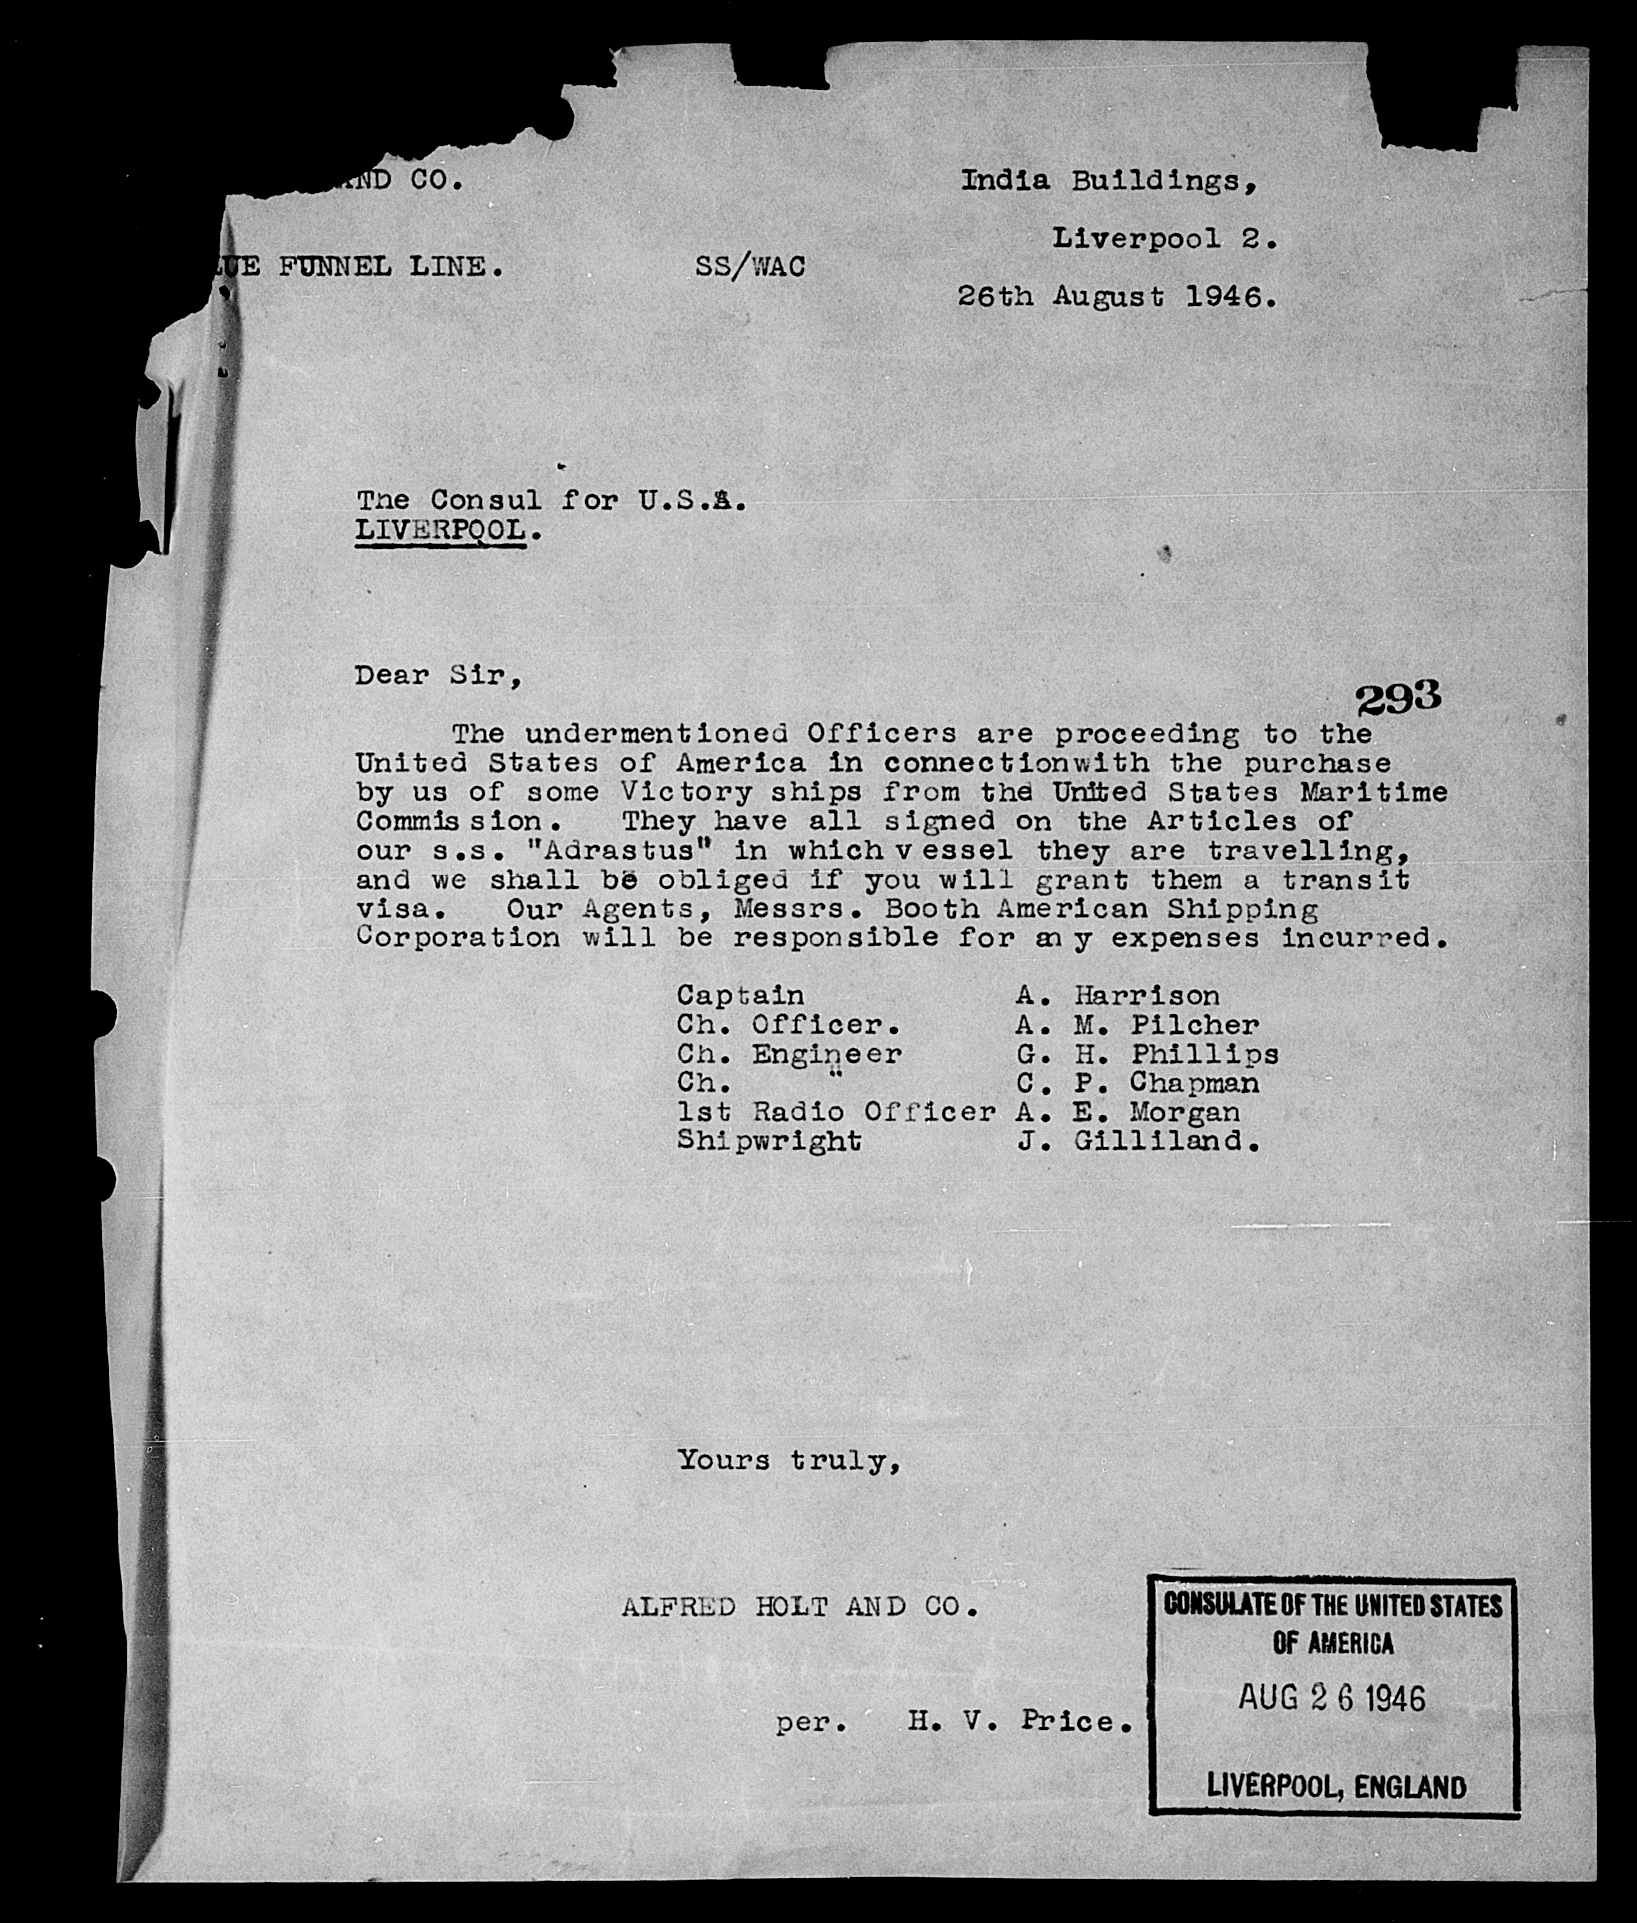 AND CO.
India Buildings,
Liverpool 2.
UE FUNNEL LINE.
SS/WAC
26th August 1946.
The Consul for U.S.A.
LIVERPOOL.
Dear Sir,
293
The undermentioned Officers are proceeding to the
United States of America in connectionwith the purchase
by us of some Victory ships from the United States Maritime
Commission. They have all signed on the Articles of
our s.s. "Adrastus" in which vessel they are travelling,
and we shall be obliged if you will grant them a transit
visa. Our Agents, Messrs. Booth American Shipping
Corporation will be responsible for any expenses incurred.
Captain A. Harrison
Ch. Officer. A. M. Pilcher
Ch. Engineer G. H. Phillips
Ch. " C. P. Chapman
1st Radio Officer A. E. Morgan
Shipwright J. Gilliland.
Yours truly,
ALFRED HOLT AND CO.
per. H. V. Price.
CONSULATE OF THE UNITED STATES
OF AMERICA
AUG 26 1946
LIVERPOOL, ENGLAND